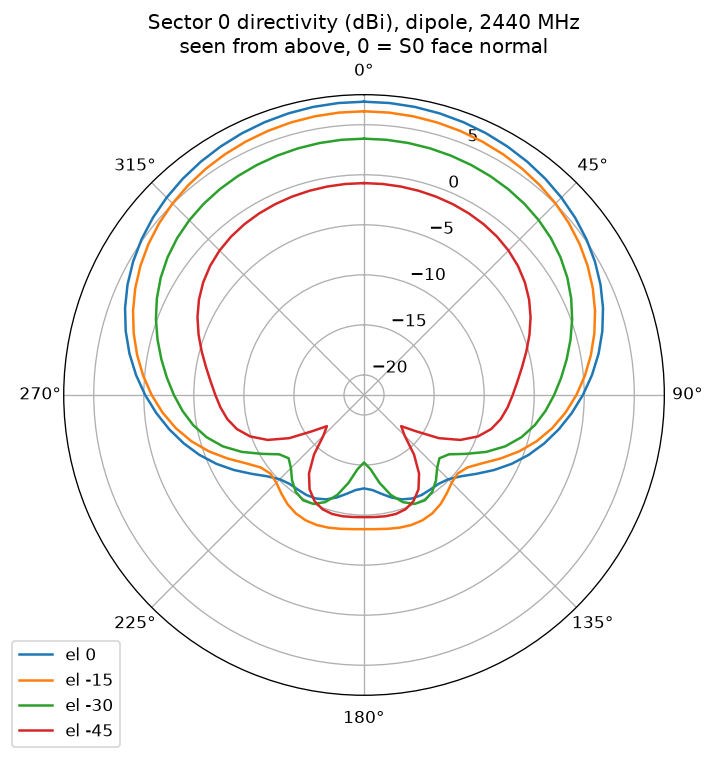 Sector 0 directivity (dBi), dipole, 2440 MHz
seen from above, 0 = S0 face normal
0°
5
315°
45°
0
−5
−10
−15
−20
270°
90°
225°
135°
180°
el 0
el -15
el -30
el -45